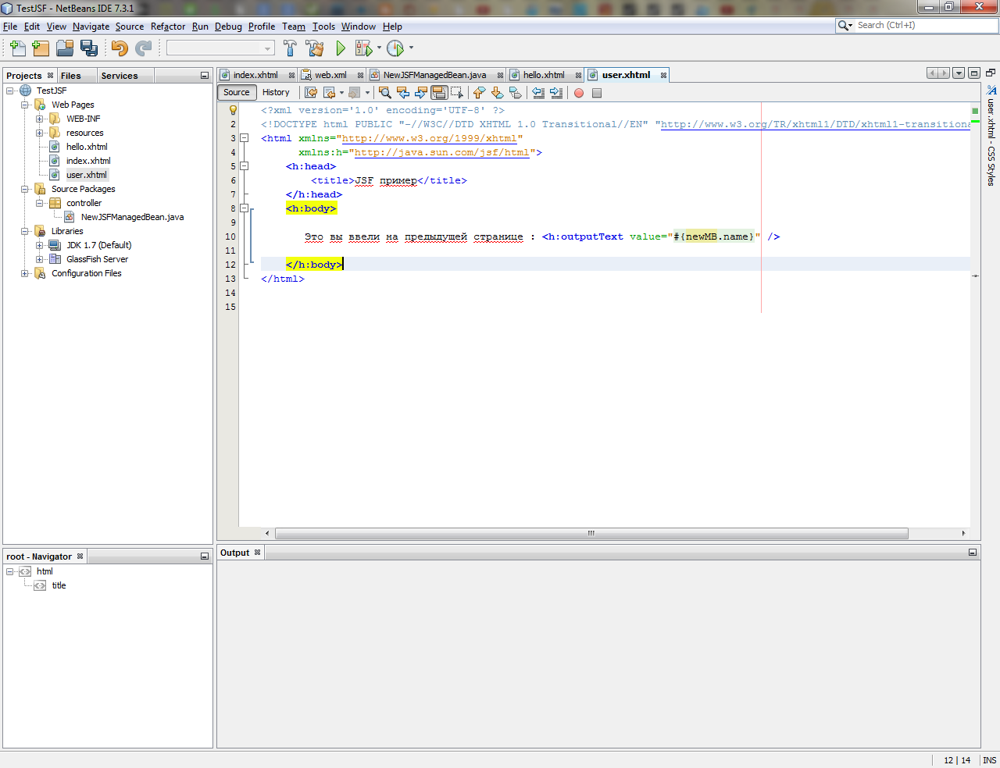 TestJSF - NetBeans IDE 7.3.1
File Edit View Navigate Source Refactor Run Debug Profile Team Tools Window Help
Search (Ctrl+I)
Projects Files Services
TestJSF
Web Pages
WEB-INF
resources
hello.xhtml
index.xhtml
user.xhtml
Source Packages
controller
NewJSFManagedBean.java
Libraries
JDK 1.7 (Default)
GlassFish Server
Configuration Files
root - Navigator
html
title
index.xhtml web.xml NewJSFManagedBean.java hello.xhtml user.xhtml
Source History
<?xml version='1.0' encoding='UTF-8' ?>
2 <!DOCTYPE html PUBLIC "-//W3C//DTD XHTML 1.0 Transitional//EN" "http://www.w3.org/TR/xhtml1/DTD/xhtml1-transitiona
3 <html xmlns="http://www.w3.org/1999/xhtml"
4 xmlns:h="http://java.sun.com/jsf/html">
5 <h:head>
6 <title>JSF пример</title>
7 </h:head>
8 <h:body>
9
10 Это вы ввели на предыдущей странице : <h:outputText value="#{newMB.name}" />
11
12 </h:body>
13 </html>
14
15
Output
user.xhtml - CSS Styles
12 | 14 INS